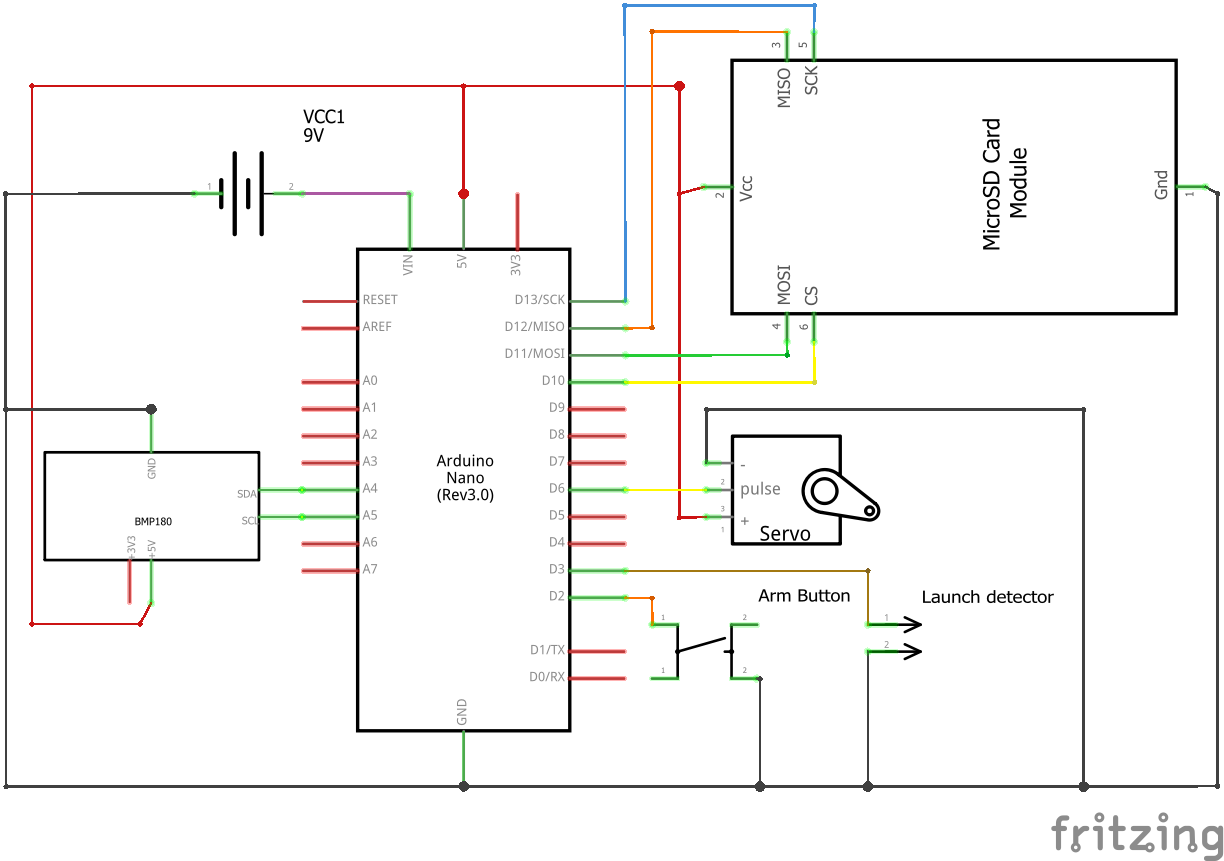 3
5
MISO
SCK
VCC1
9V
1
2
2
Vcc
MicroSD Card
Module
Gnd
1
VIN
5V
3V3
MOSI
CS
4
6
RESET
AREF
A0
A1
A2
A3
A4
A5
A6
A7
D13/SCK
D12/MISO
D11/MOSI
D10
D9
D8
D7
D6
D5
D4
D3
D2
D1/TX
D0/RX
Arduino
Nano
(Rev3.0)
GND
GND
SDA
SCL
BMP180
+3V3
+5V
-
2
pulse
3
+
1
Servo
Arm Button
Launch detector
1
2
1
2
1
2
fritzing